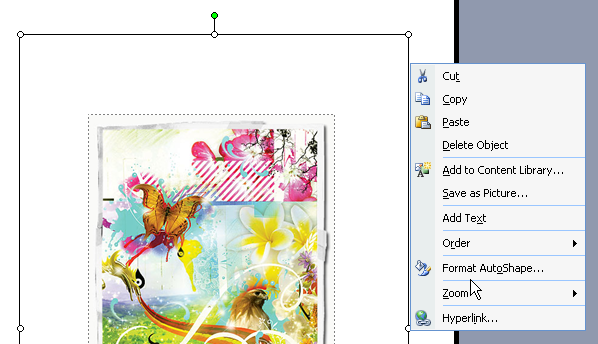 Cut
Copy
Paste
Delete Object
Add to Content Library...
Save as Picture...
Add Text
Order
Format AutoShape...
Zoom
Hyperlink...